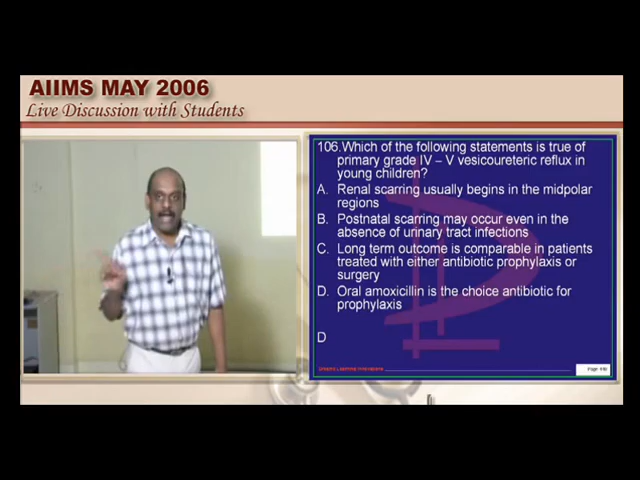 AIIMS MAY 2006
Live Discussion with Students
106.Which of the following statements is true of
primary grade IV – V vesicoureteric reflux in
young children?
A. Renal scarring usually begins in the midpolar
regions
B. Postnatal scarring may occur even in the
absence of urinary tract infections
C. Long term outcome is comparable in patients
treated with either antibiotic prophylaxis or
surgery
D. Oral amoxicillin is the choice antibiotic for
prophylaxis
D